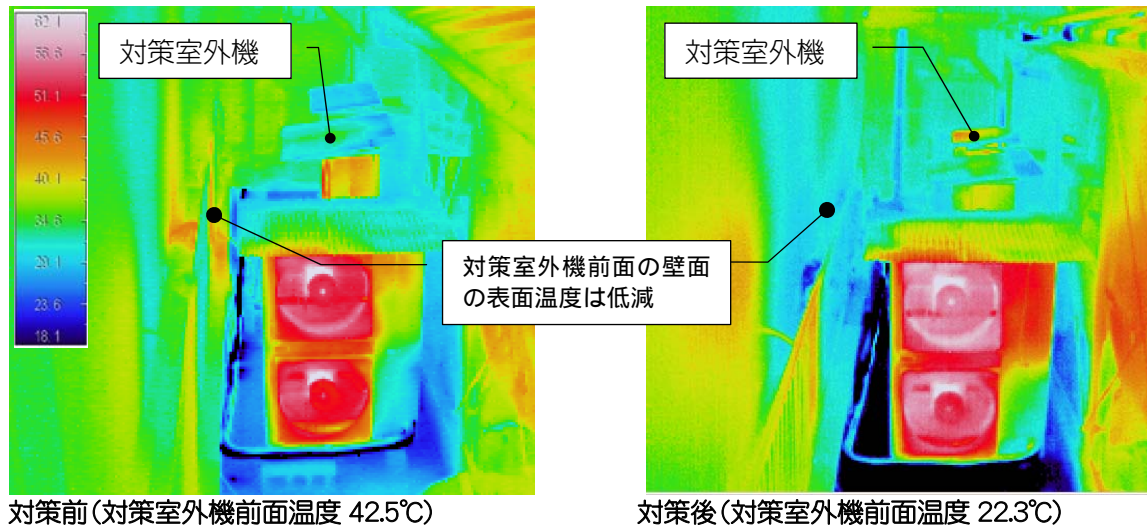 62.1
対策室外機
対策室外機
51.1
45.6
40.1
34.6
29.1
対策室外機前面の壁面
の表面温度は低減
23.6
18.1
対策前(対策室外機前面温度 42.5℃)
対策後(対策室外機前面温度 22.3℃)